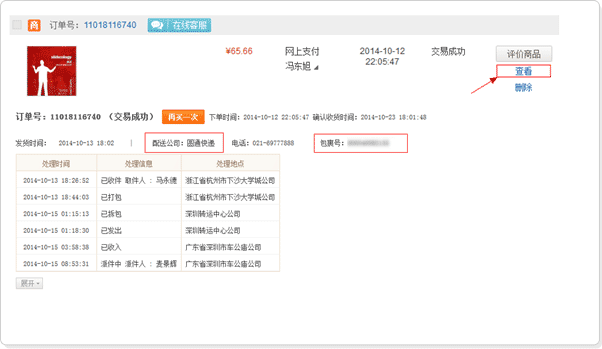 商 订单号：11018116740 在线客服
¥65.66 网上支付 2014-10-12 交易成功 评价商品
冯东旭 22:05:47 查看
删除
订单号：11018116740（交易成功） 再买一次 下单时间：2014-10-12 22:05:47 确认收货时间：2014-10-23 18:01:48
发货时间： 2014-10-13 18:02 | 配送公司：圆通快递 电话：021-69777888 包裹号：
处理时间 处理信息 处理地点
2014-10-13 18:26:52 已收件 取件人 ：马永德 浙江省杭州市下沙大学城公司
2014-10-13 18:44:03 已打包 浙江省杭州市下沙大学城公司
2014-10-15 01:15:13 已拆包 深圳转运中心公司
2014-10-15 01:18:30 已发出 深圳转运中心公司
2014-10-15 03:58:38 已收入 广东省深圳市车公庙公司
2014-10-15 08:53:31 派件中 派件人 ：麦景辉 广东省深圳市车公庙公司
展开